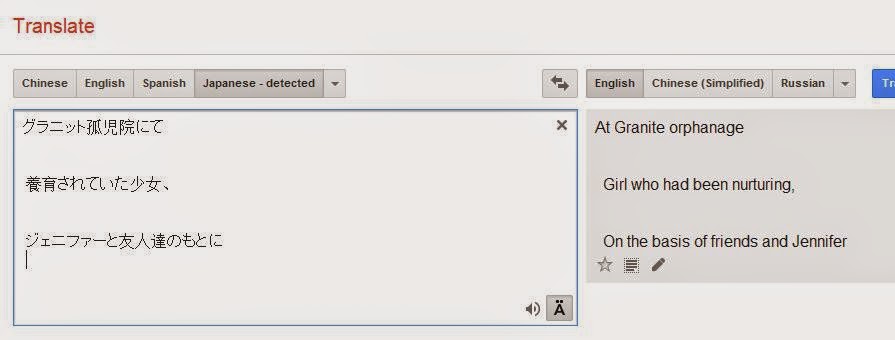 Translate
Chinese English Spanish Japanese - detected
English Chinese (Simplified) Russian Tr
グラニット孤児院にて
養育されていた少女、
ジェニファーと友人達のもとに
Ä
At Granite orphanage
Girl who had been nurturing,
On the basis of friends and Jennifer